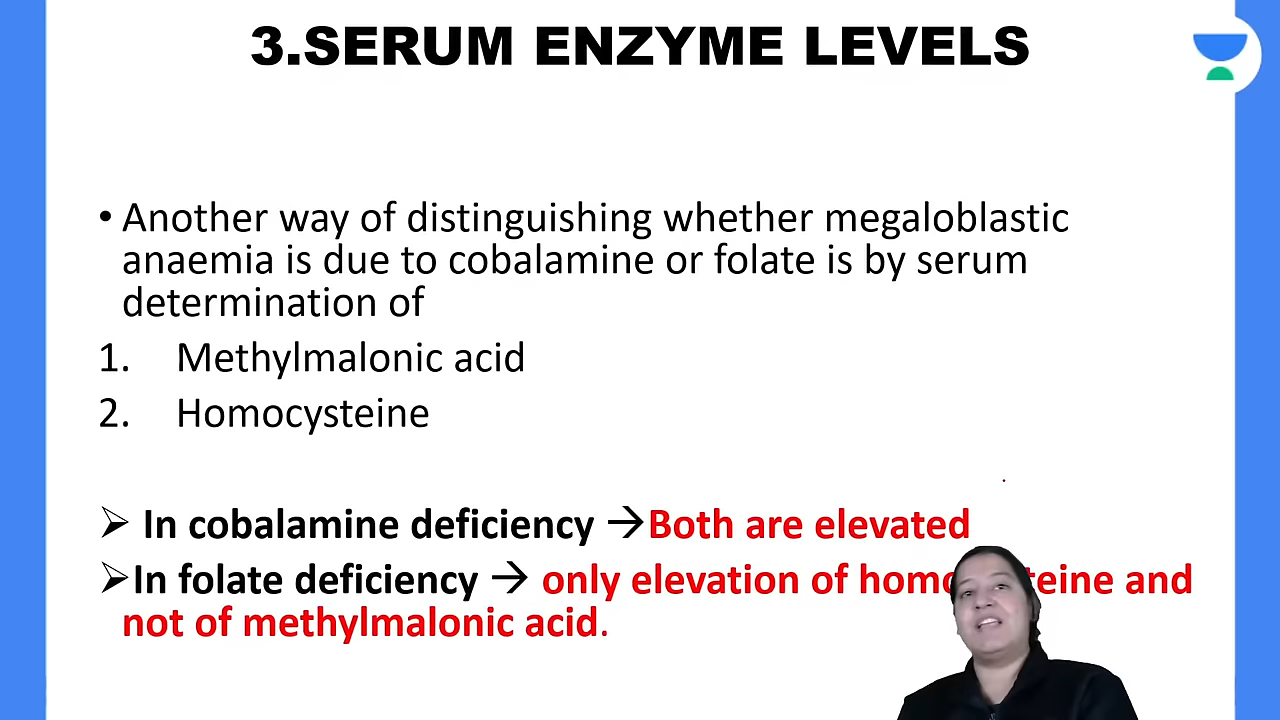 3.SERUM ENZYME LEVELS
• Another way of distinguishing whether megaloblastic
anaemia is due to cobalamine or folate is by serum
determination of
1. Methylmalonic acid
2. Homocysteine
➢ In cobalamine deficiency →Both are elevated
➢In folate deficiency → only elevation of and
not of methylmalonic acid.